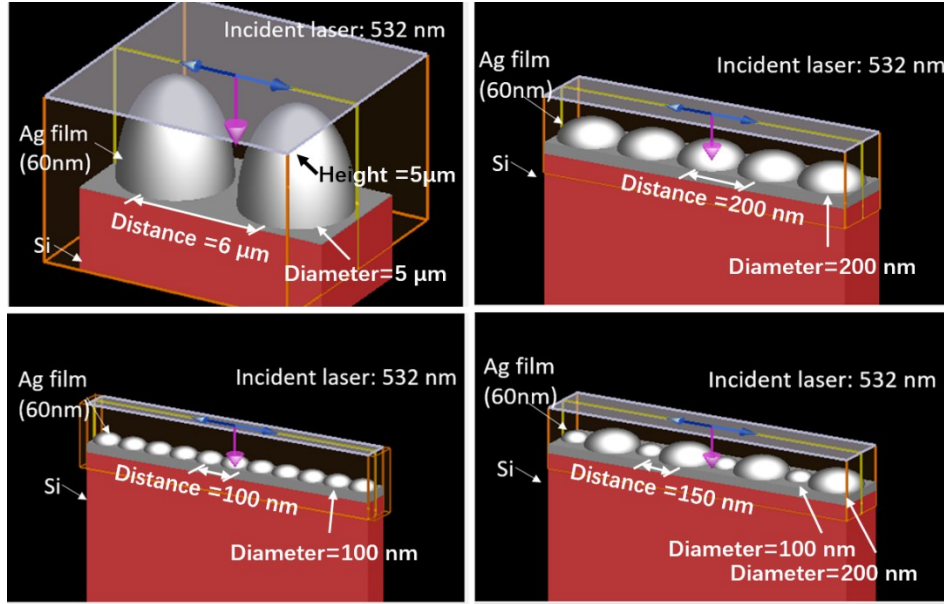 Incident laser: 532 nm
Ag film
(60nm)
Height =5μm
Distance =6 μm
Si
Diameter=5 μm
Incident laser: 532 nm
Ag film
(60nm)
Si
Distance =200 nm
Diameter=200 nm
Ag film
(60nm)
Incident laser: 532 nm
Si
Distance =100 nm
Diameter=100 nm
Ag film
(60nm)
Incident laser: 532 nm
Si
Distance =150 nm
Diameter=100 nm
Diameter=200 nm